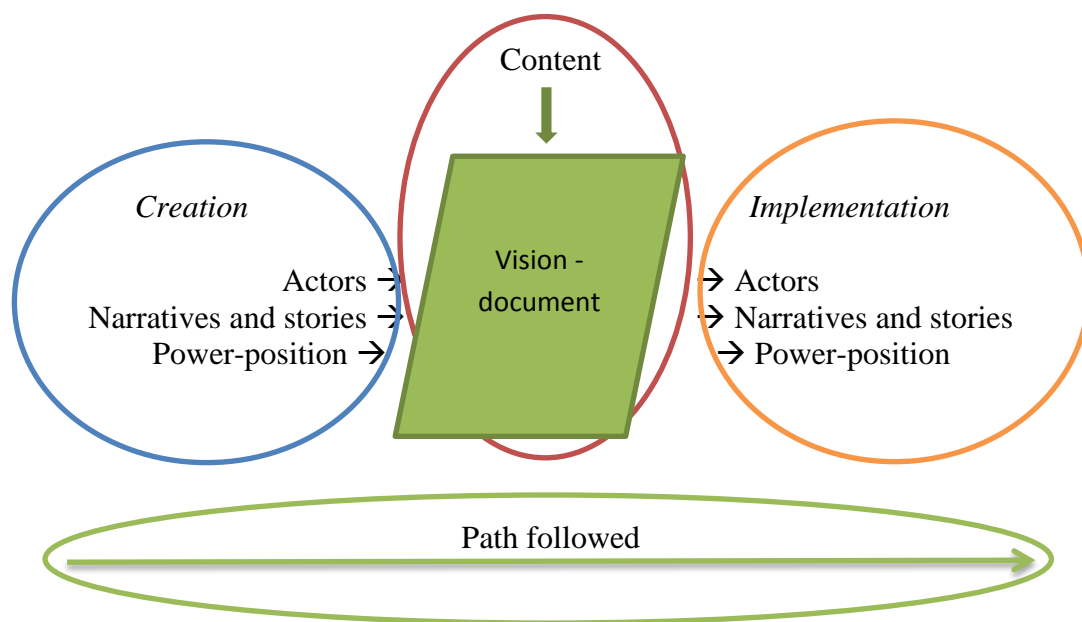 Content
Creation
Implementation
Vision -
document
Actors →
Narratives and stories →
Power-position →
→ Actors
→ Narratives and stories
→ Power-position
Path followed